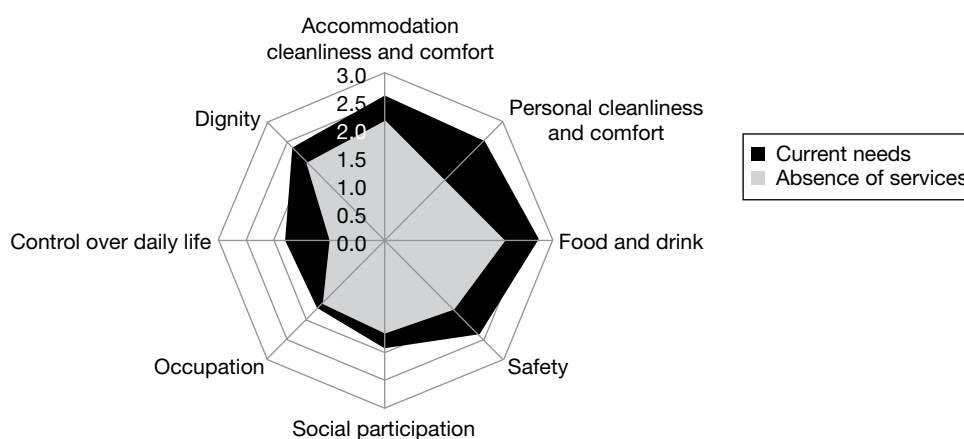 Accommodation
cleanliness and comfort
3.0
2.5
2.0
1.5
1.0
0.5
0.0
Personal cleanliness
and comfort
Dignity
Current needs
Absence of services
Control over daily life
Food and drink
Occupation
Safety
Social participation